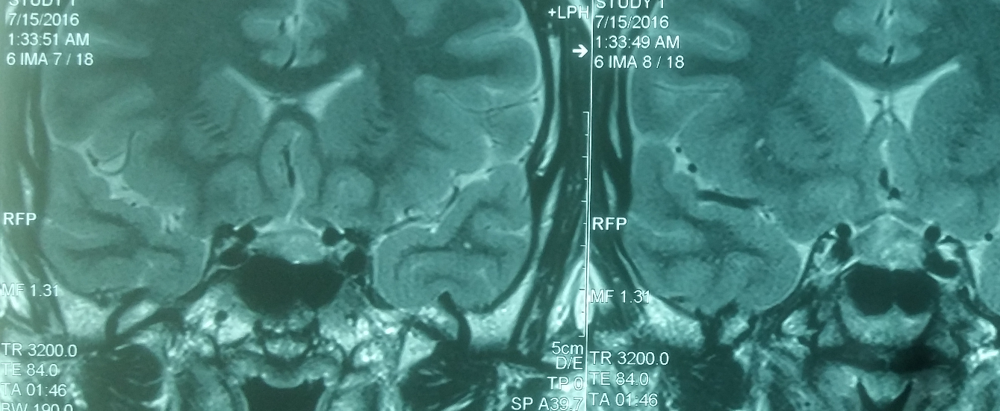 STUDY 1
7/15/2016
1:33:51 AM
6 IMA 7 / 18
+LPH
RFP
MF 1.31
TR 3200.0
TE 84.0
TA 01:46
BW 190.0
5cm
D/E
TP 0
SP A39.7
STUDY 1
7/15/2016
1:33:49 AM
6 IMA 8 / 18
RFP
MF 1.31
TR 3200.0
TE 84.0
TA 01:46